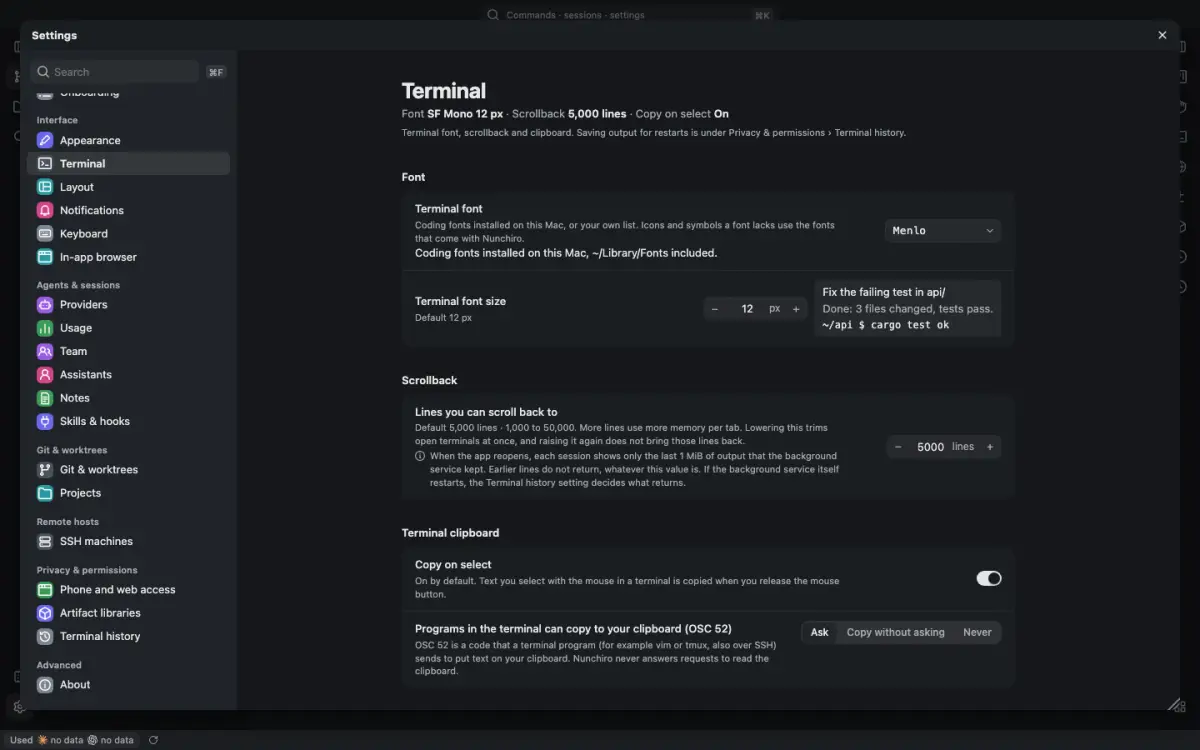 Commands · sessions · settings
⌘K
Settings
Search
⌘F
Onboarding
Interface
Appearance
Terminal
Layout
Notifications
Keyboard
In-app browser
Agents & sessions
Providers
Usage
Team
Assistants
Notes
Skills & hooks
Git & worktrees
Git & worktrees
Projects
Remote hosts
SSH machines
Privacy & permissions
Phone and web access
Artifact libraries
Terminal history
Advanced
About
Terminal
Font SF Mono 12 px · Scrollback 5,000 lines · Copy on select On
Terminal font, scrollback and clipboard. Saving output for restarts is under Privacy & permissions › Terminal history.
Font
Terminal font
Coding fonts installed on this Mac, or your own list. Icons and symbols a font lacks use the fonts
that come with Nunchiro.
Coding fonts installed on this Mac, ~/Library/Fonts included.
Menlo
Terminal font size
Default 12 px
− 12 px +
Fix the failing test in api/
Done: 3 files changed, tests pass.
~/api $ cargo test ok
Scrollback
Lines you can scroll back to
Default 5,000 lines · 1,000 to 50,000. More lines use more memory per tab. Lowering this trims
open terminals at once, and raising it again does not bring those lines back.
When the app reopens, each session shows only the last 1 MiB of output that the background
service kept. Earlier lines do not return, whatever this value is. If the background service itself
restarts, the Terminal history setting decides what returns.
− 5000 lines +
Terminal clipboard
Copy on select
On by default. Text you select with the mouse in a terminal is copied when you release the mouse
button.
Programs in the terminal can copy to your clipboard (OSC 52)
OSC 52 is a code that a terminal program (for example vim or tmux, also over SSH)
sends to put text on your clipboard. Nunchiro never answers requests to read the
clipboard.
Ask Copy without asking Never
Used no data no data